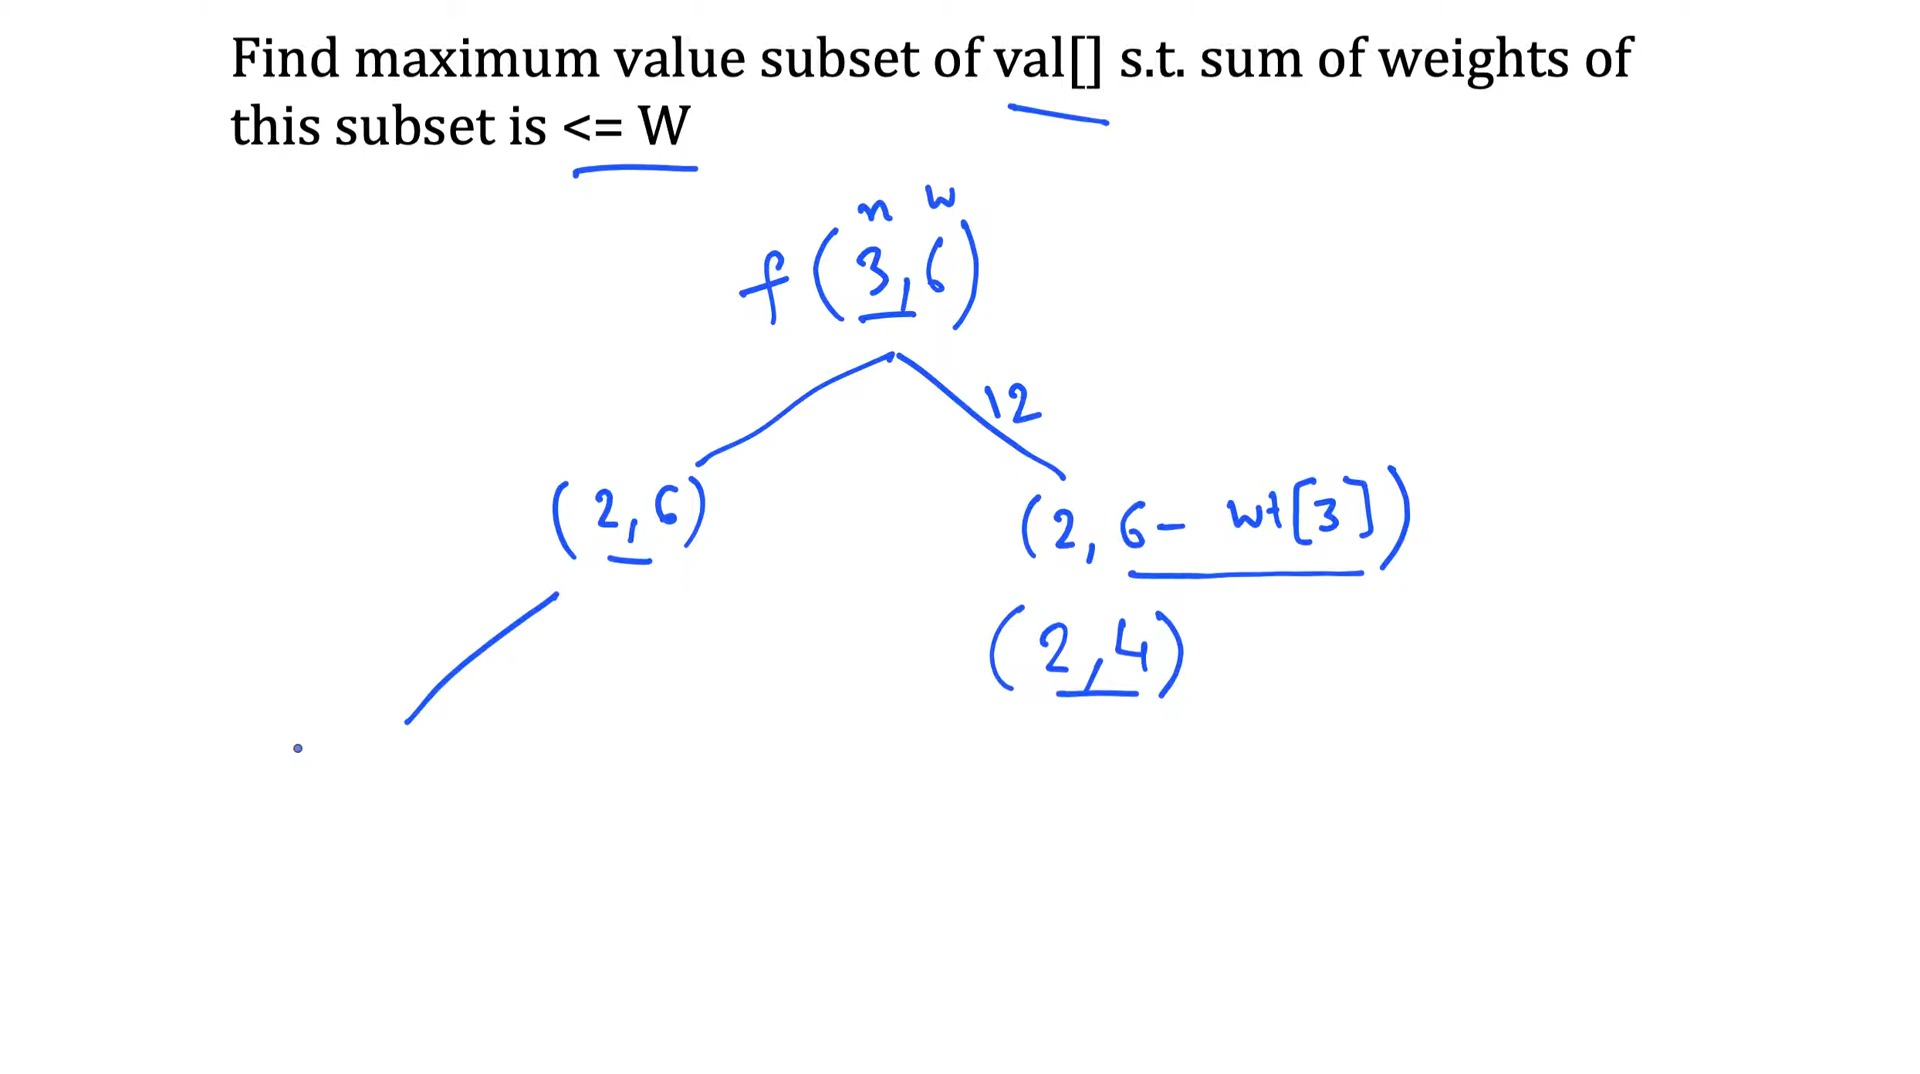 Find maximum value subset of val[] s.t. sum of weights of
this subset is <= W
n w
f (3,6)
12
(2,6)
(2, 6- wt[3])
(2,4)